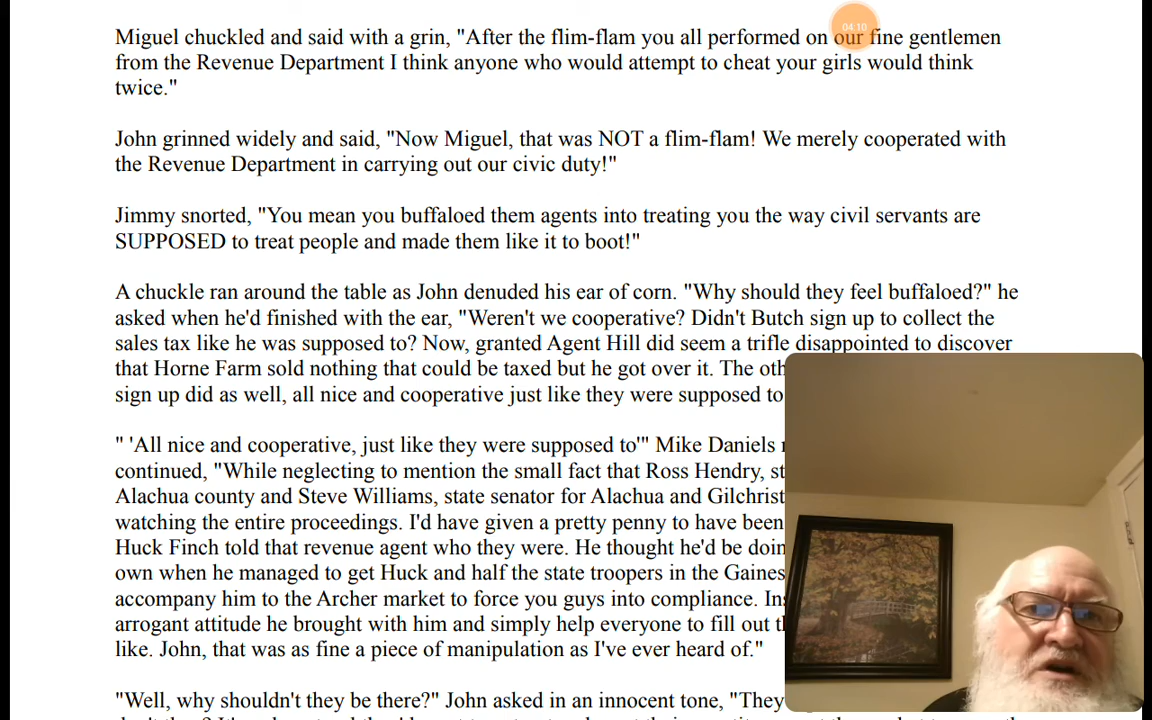 04:10
Miguel chuckled and said with a grin, "After the flim-flam you all performed on our fine gentlemen
from the Revenue Department I think anyone who would attempt to cheat your girls would think
twice."
John grinned widely and said, "Now Miguel, that was NOT a flim-flam! We merely cooperated with
the Revenue Department in carrying out our civic duty!"
Jimmy snorted, "You mean you buffaloed them agents into treating you the way civil servants are
SUPPOSED to treat people and made them like it to boot!"
A chuckle ran around the table as John denuded his ear of corn. "Why should they feel buffaloed?" he
asked when he'd finished with the ear, "Weren't we cooperative? Didn't Butch sign up to collect the
sales tax like he was supposed to? Now, granted Agent Hill did seem a trifle disappointed to discover
that Horne Farm sold nothing that could be taxed but he got over it. The
sign up did as well, all nice and cooperative just like they were supposed to
" 'All nice and cooperative, just like they were supposed to'" Mike Daniels
continued, "While neglecting to mention the small fact that Ross Hendry,
Alachua county and Steve Williams, state senator for Alachua and Gilchrist
watching the entire proceedings. I'd have given a pretty penny to have been
Huck Finch told that revenue agent who they were. He thought he'd be
own when he managed to get Huck and half the state troopers in the
accompany him to the Archer market to force you guys into compliance.
arrogant attitude he brought with him and simply help everyone to fill out
like. John, that was as fine a piece of manipulation as I've ever heard of."
"Well, why shouldn't they be there?" John asked in an innocent tone, "They